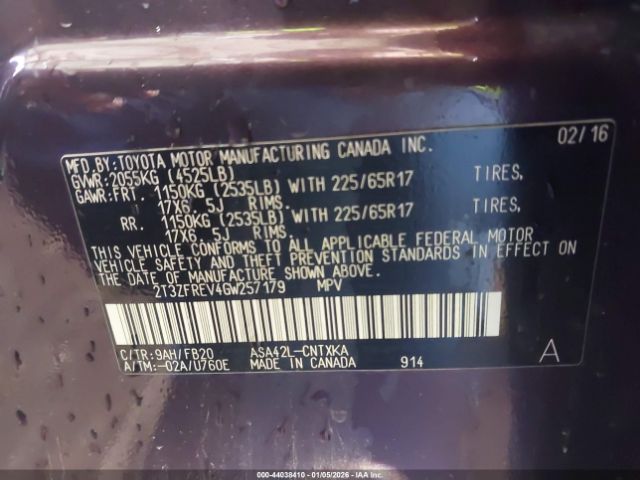 02/16
MFD.BY:TOYOTA MOTOR MANUFACTURING CANADA INC.
GVWR:2055KG (4525LB)
GAWR:FRT. 1150KG (2535LB) WITH 225/65R17 TIRES,
17X6. 5J RIMS.
RR. 1150KG (2535LB) WITH 225/65R17 TIRES,
17X6. 5J RIMS.
THIS VEHICLE CONFORMS TO ALL APPLICABLE FEDERAL MOTOR
VEHICLE SAFETY AND THEFT PREVENTION STANDARDS IN EFFECT ON
THE DATE OF MANUFACTURE SHOWN ABOVE.
2T3ZFREV4GW257179 MPV
C/TR:9AH/FB20 ASA42L-CNTXKA
A/TM:-02A/U760E MADE IN CANADA 914 A
000-44038410 - 01/05/2026 - IAA Holdings, LLC.